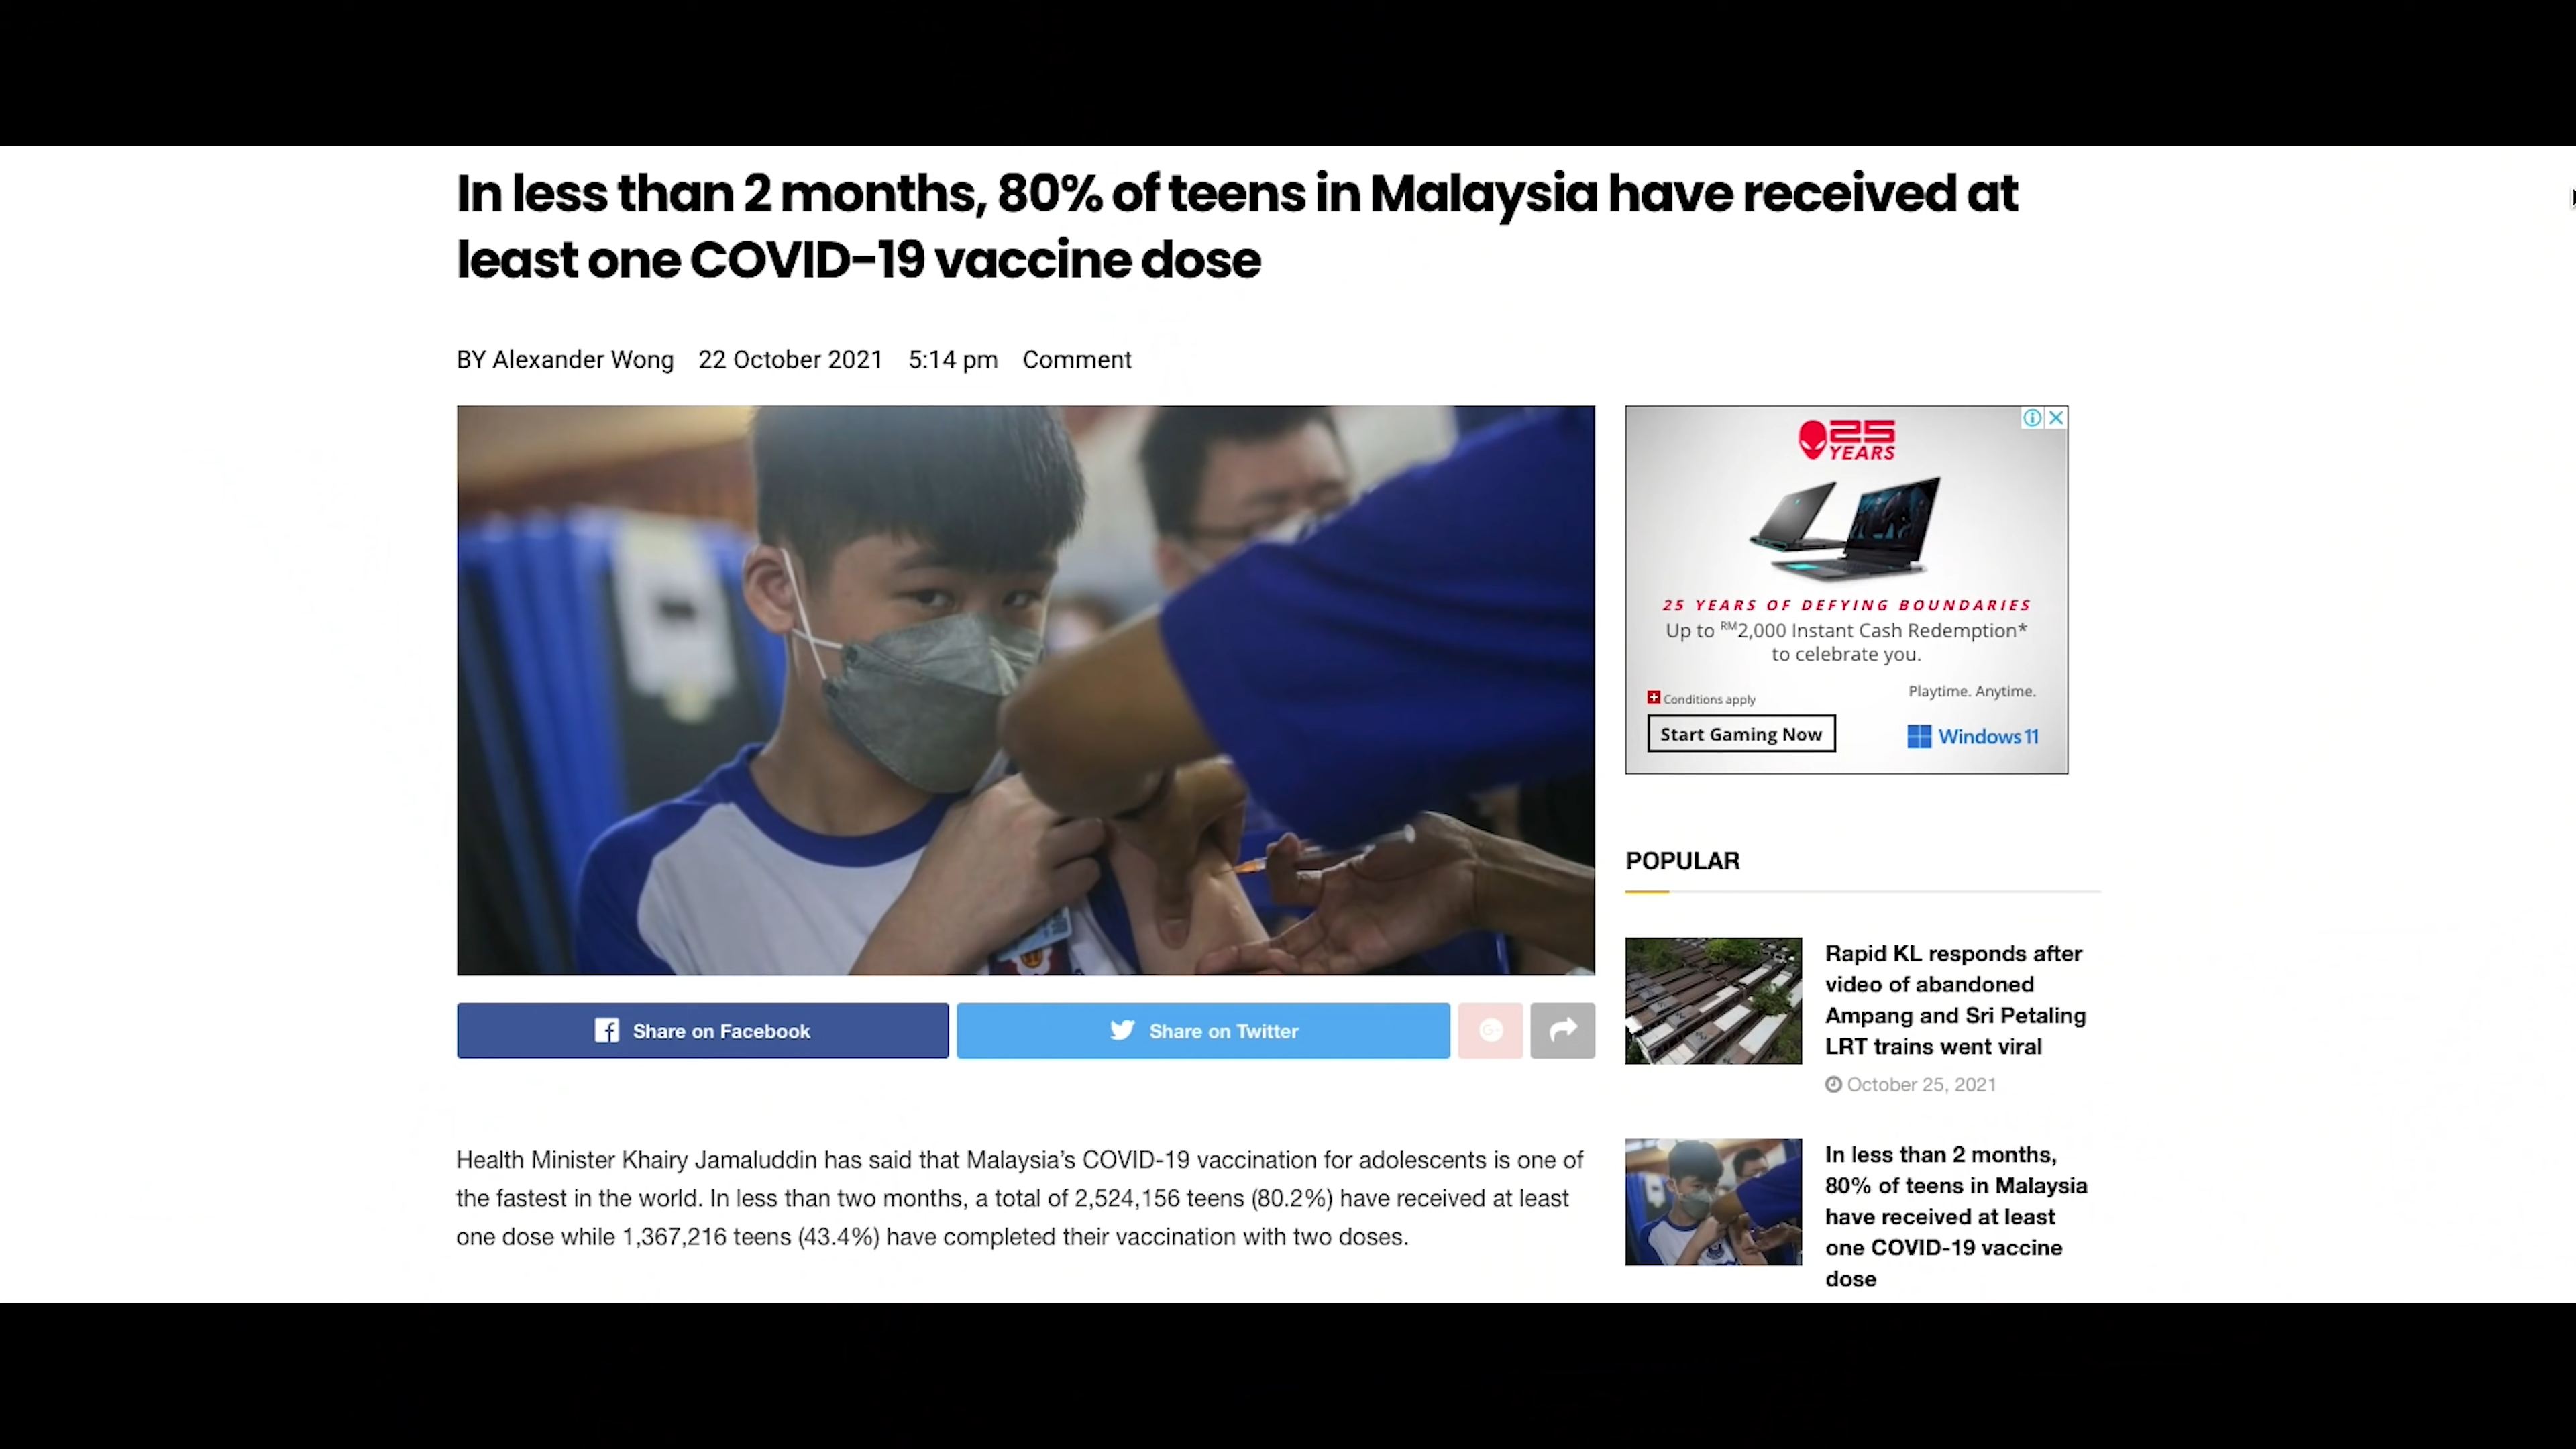 In less than 2 months, 80% of teens in Malaysia have received at
least one COVID-19 vaccine dose
BY Alexander Wong 22 October 2021 5:14 pm Comment
25
YEARS
25 YEARS OF DEFYING BOUNDARIES
Up to RM2,000 Instant Cash Redemption*
to celebrate you.
Conditions apply
Playtime. Anytime.
Start Gaming Now
Windows 11
Share on Facebook
Share on Twitter
POPULAR
Rapid KL responds after
video of abandoned
Ampang and Sri Petaling
LRT trains went viral
October 25, 2021
In less than 2 months,
80% of teens in Malaysia
have received at least
one COVID-19 vaccine
dose
Health Minister Khairy Jamaluddin has said that Malaysia’s COVID-19 vaccination for adolescents is one of
the fastest in the world. In less than two months, a total of 2,524,156 teens (80.2%) have received at least
one dose while 1,367,216 teens (43.4%) have completed their vaccination with two doses.